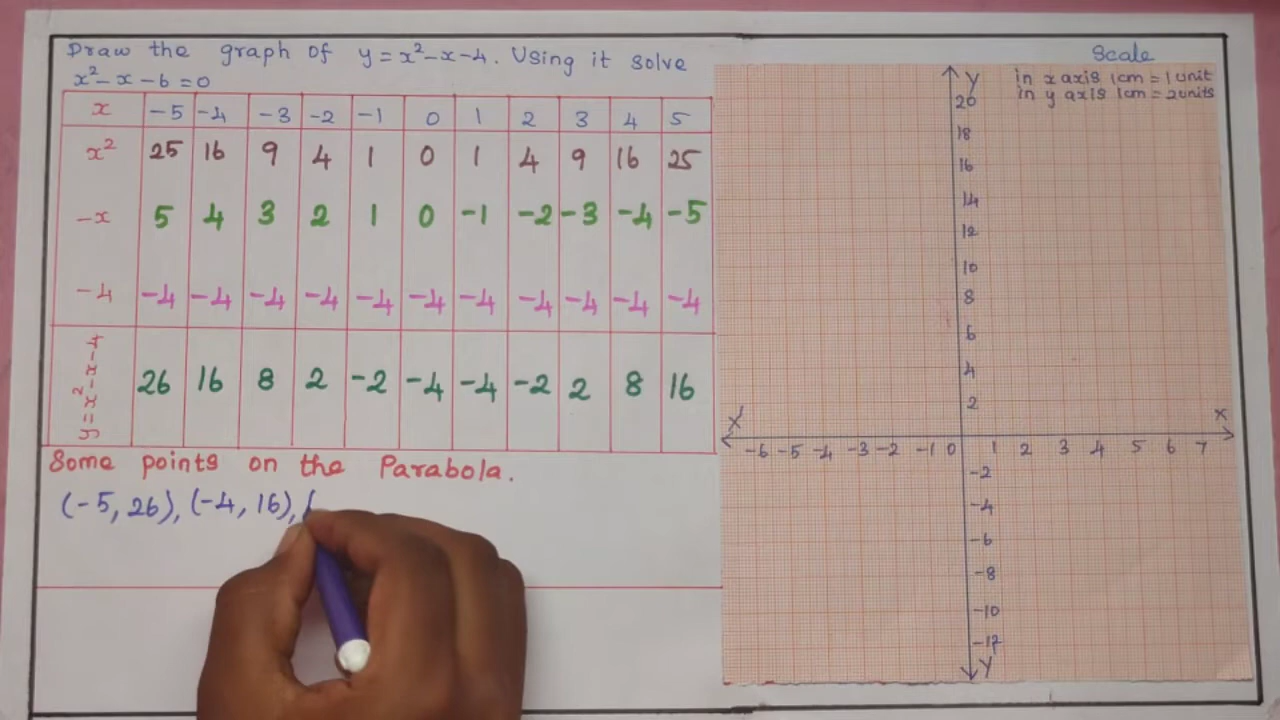 Draw the graph of y = x² - x - 4. Using it solve
x² - x - 6 = 0
x -5 -4 -3 -2 -1 0 1 2 3 4 5
x² 25 16 9 4 1 0 1 4 9 16 25
-x 5 4 3 2 1 0 -1 -2 -3 -4 -5
-4 -4 -4 -4 -4 -4 -4 -4 -4 -4 -4 -4
y = x² - x - 4 26 16 8 2 -2 -4 -4 -2 2 8 16
Some points on the Parabola.
(-5, 26), (-4, 16), (
Scale
in x axis 1cm = 1 unit
in y axis 1cm = 2 units
Y
20
18
16
14
12
10
8
6
4
2
X' X
-6 -5 -4 -3 -2 -1 0 1 2 3 4 5 6 7
-2
-4
-6
-8
-10
-12
Y'